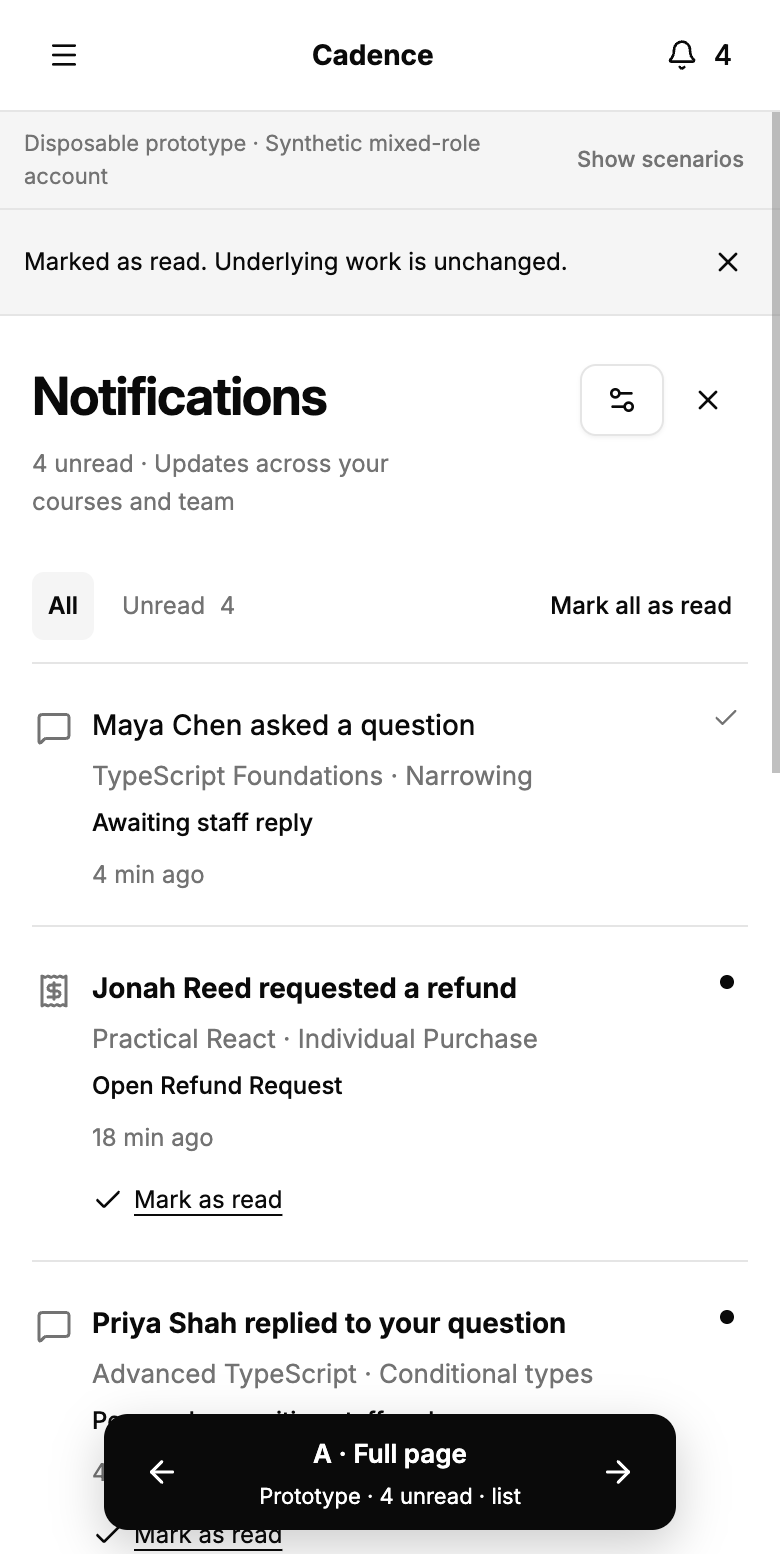 Cadence
4
Disposable prototype · Synthetic mixed-role
account
Show scenarios
Marked as read. Underlying work is unchanged.
Notifications
4 unread · Updates across your
courses and team
All
Unread 4
Mark all as read
Maya Chen asked a question
TypeScript Foundations · Narrowing
Awaiting staff reply
4 min ago
Jonah Reed requested a refund
Practical React · Individual Purchase
Open Refund Request
18 min ago
Mark as read
Priya Shah replied to your question
Advanced TypeScript · Conditional types
4
A · Full page
Prototype · 4 unread · list
Mark as read